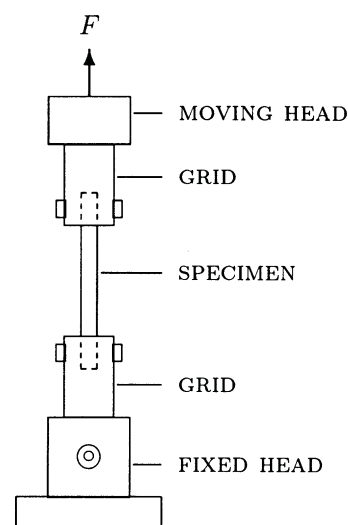 F
MOVING HEAD
GRID
SPECIMEN
GRID
FIXED HEAD